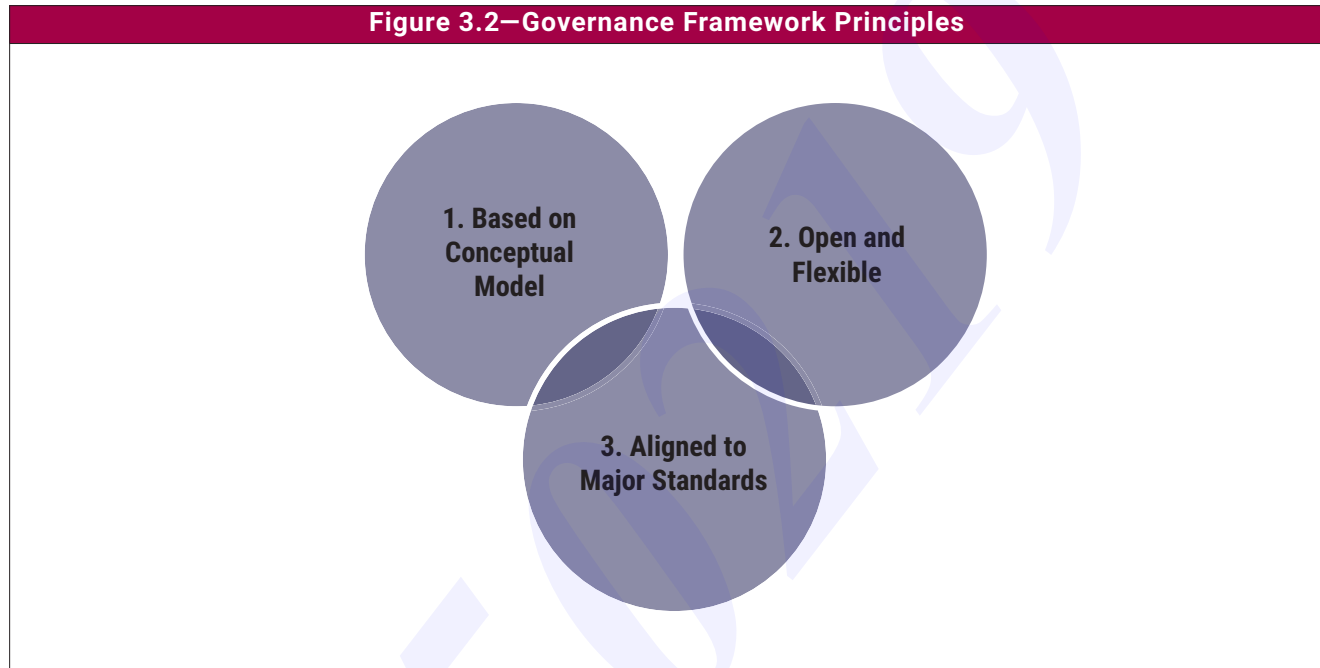 Figure 3.2—Governance Framework Principles
1. Based on
Conceptual
Model
2. Open and
Flexible
3. Aligned to
Major Standards